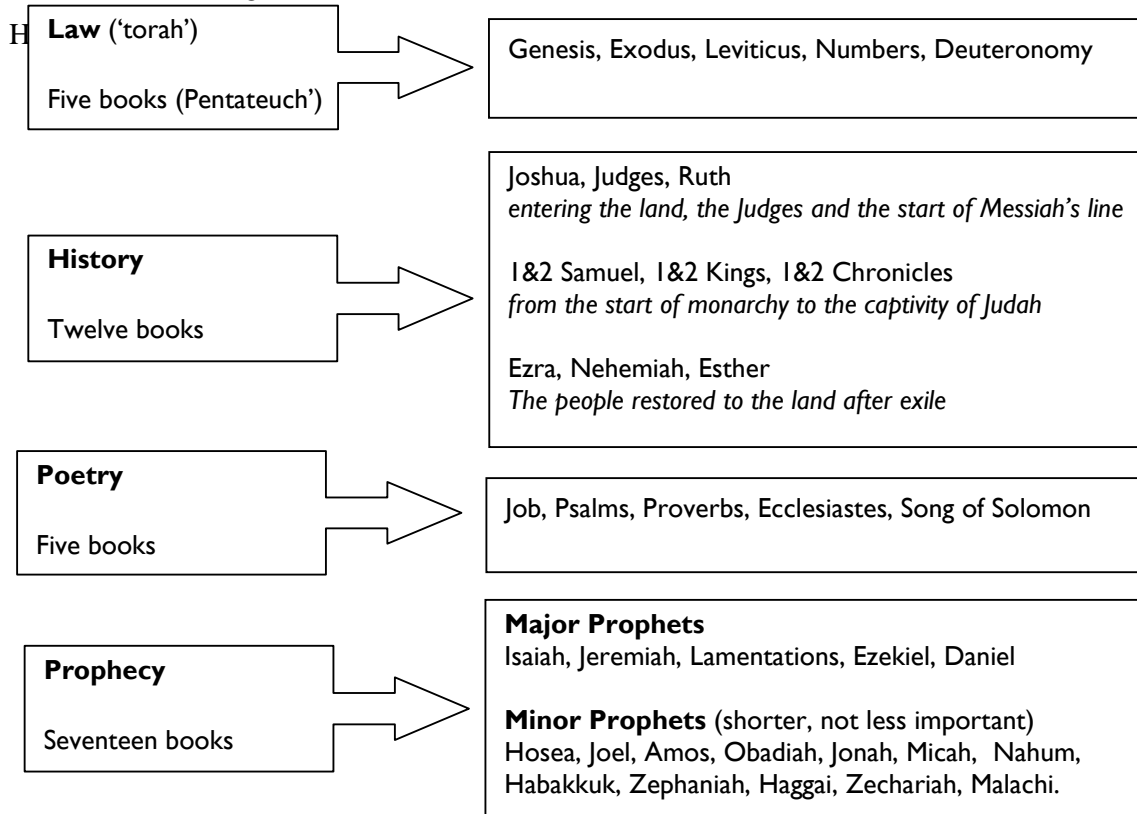 H
Law (‘torah’)
Five books (Pentateuch’)
Genesis, Exodus, Leviticus, Numbers, Deuteronomy
History
Twelve books
Joshua, Judges, Ruth
entering the land, the Judges and the start of Messiah’s line
1&2 Samuel, 1&2 Kings, 1&2 Chronicles
from the start of monarchy to the captivity of Judah
Ezra, Nehemiah, Esther
The people restored to the land after exile
Poetry
Five books
Job, Psalms, Proverbs, Ecclesiastes, Song of Solomon
Prophecy
Seventeen books
Major Prophets
Isaiah, Jeremiah, Lamentations, Ezekiel, Daniel
Minor Prophets (shorter, not less important)
Hosea, Joel, Amos, Obadiah, Jonah, Micah, Nahum,
Habakkuk, Zephaniah, Haggai, Zechariah, Malachi.